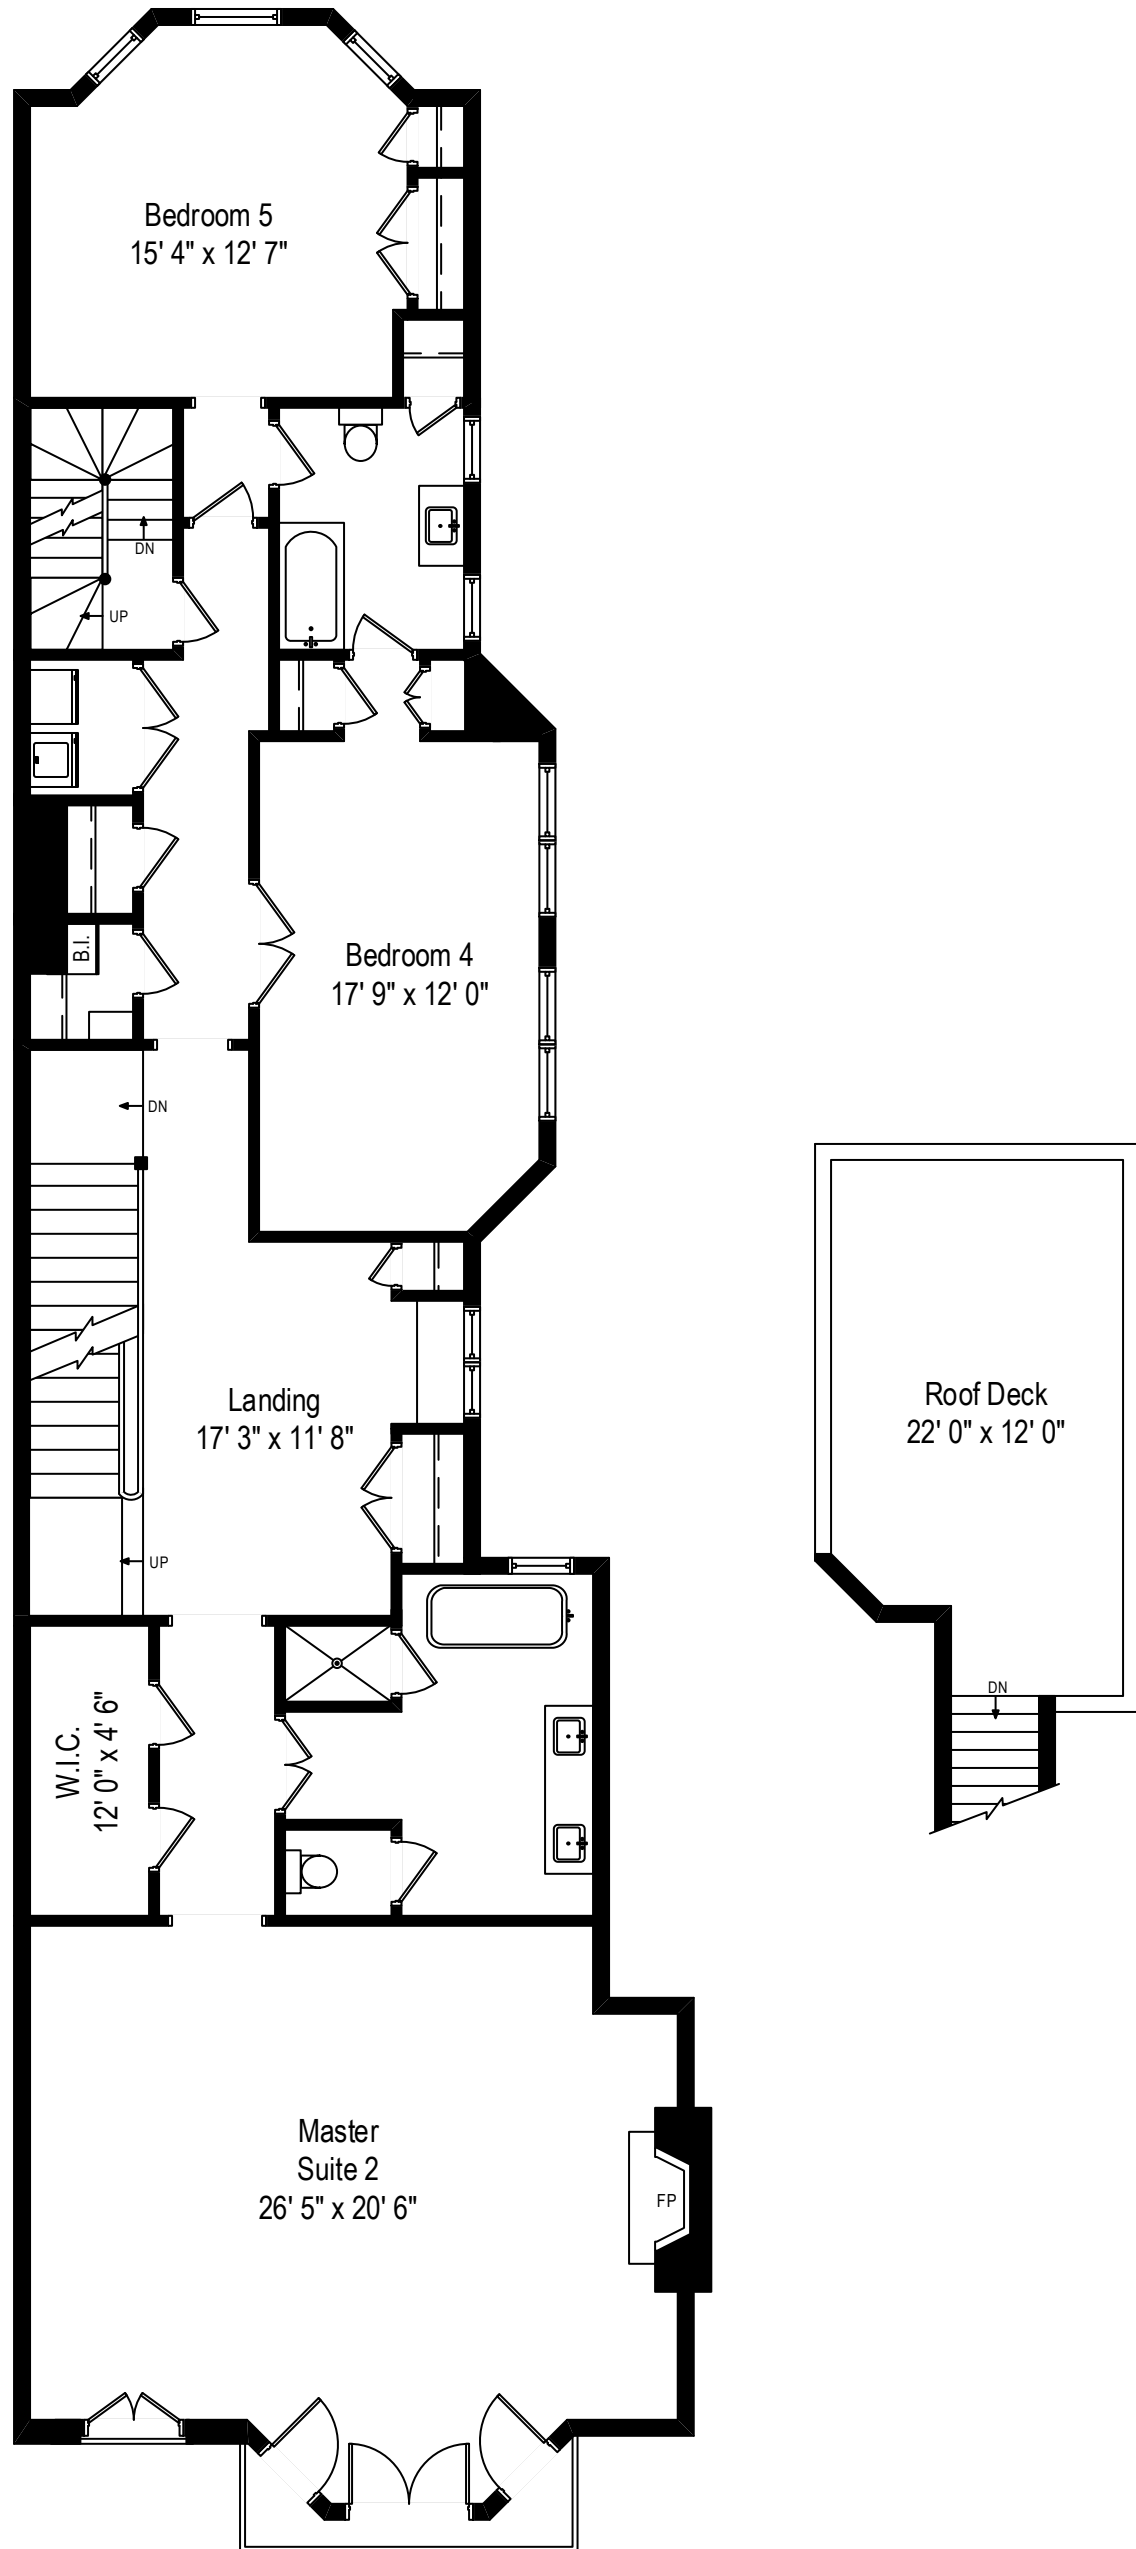 Bedroom 5
15' 4" x 12' 7"
DN
UP
B.I.
Bedroom 4
17' 9" x 12' 0"
DN
Landing
17' 3" x 11' 8"
UP
Roof Deck
22' 0" x 12' 0"
DN
W.I.C.
12' 0" x 4' 6"
Master
Suite 2
26' 5" x 20' 6"
FP